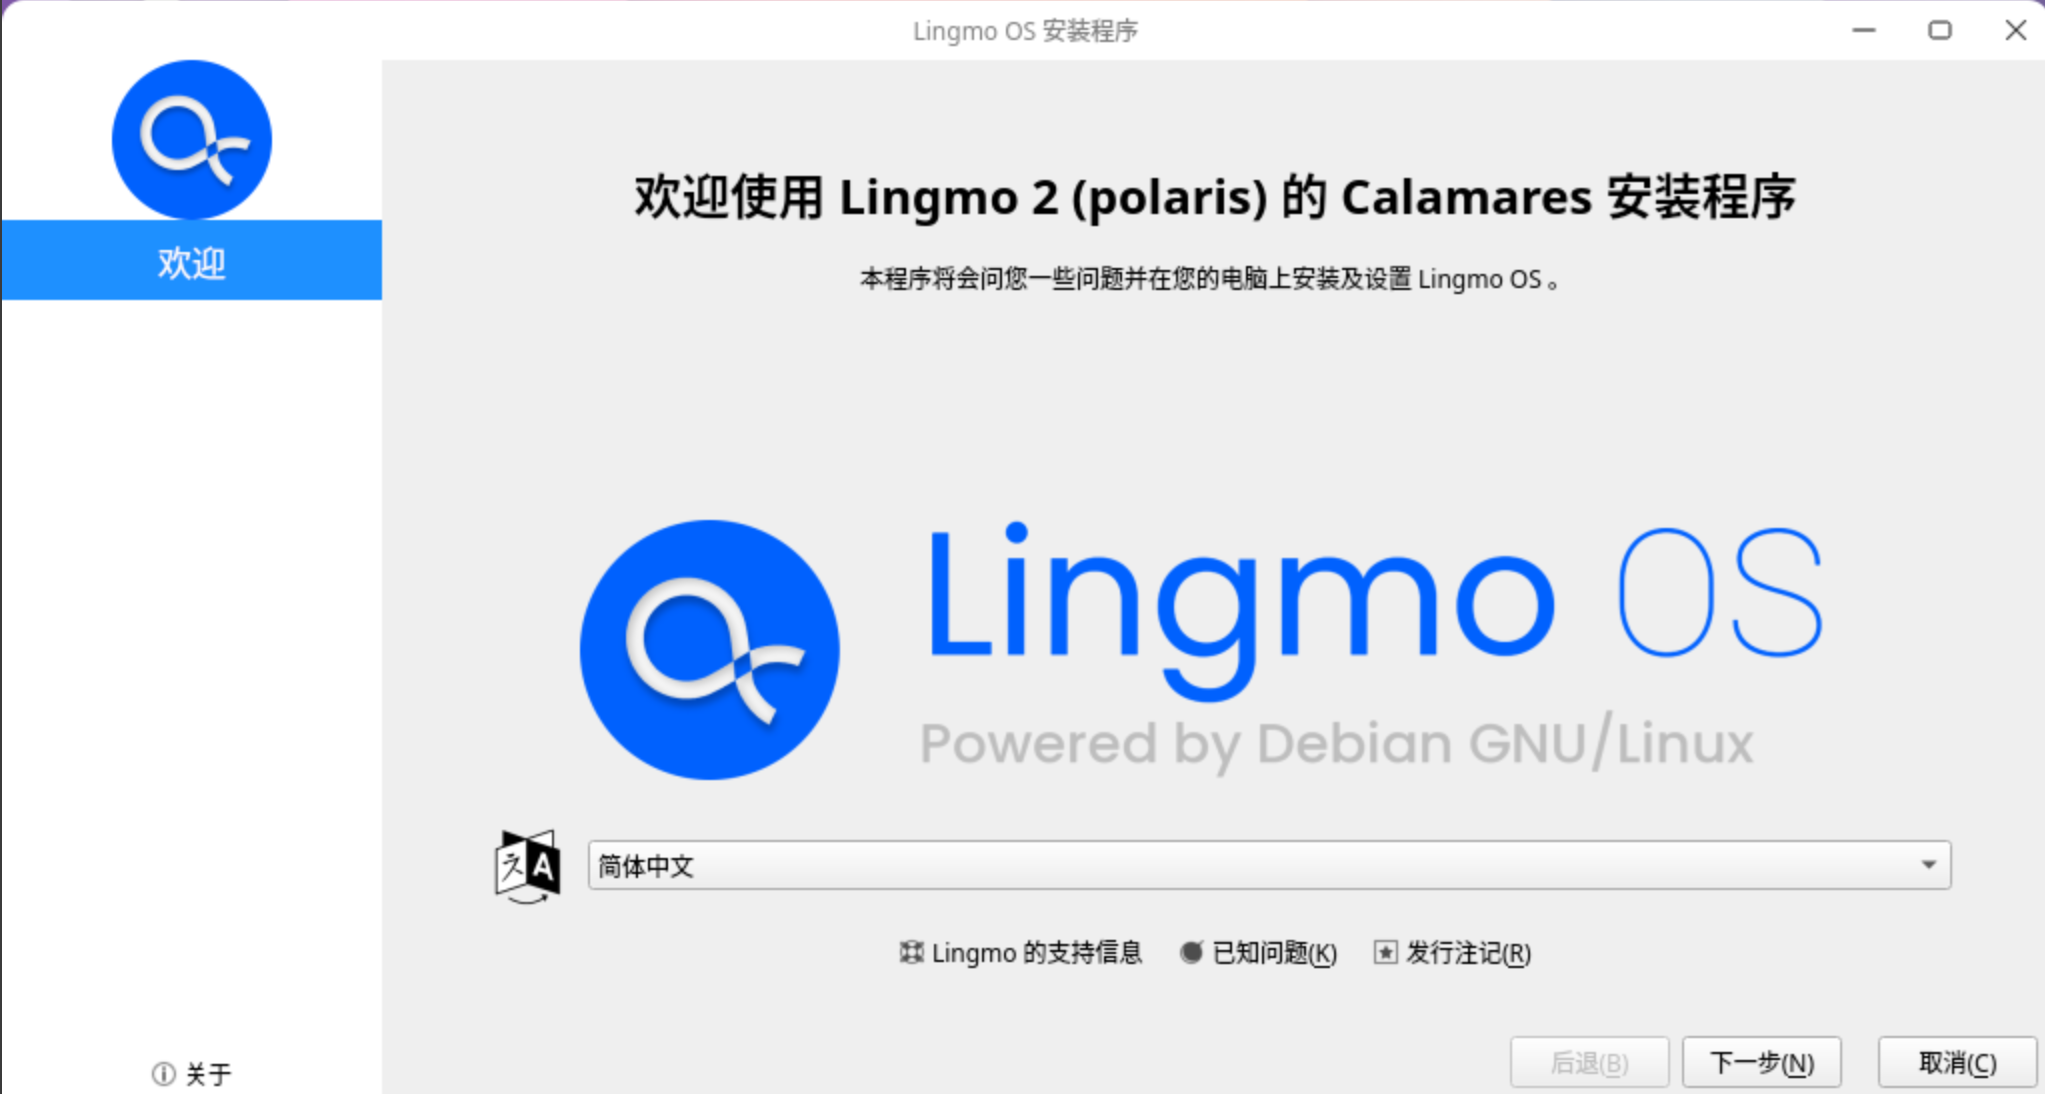 Lingmo OS 安装程序
欢迎
欢迎使用 Lingmo 2 (polaris) 的 Calamares 安装程序
本程序将会问您一些问题并在您的电脑上安装及设置 Lingmo OS 。
Lingmo OS
Powered by Debian GNU/Linux
简体中文
Lingmo 的支持信息 已知问题(K) 发行注记(R)
关于
后退(B) 下一步(N) 取消(C)